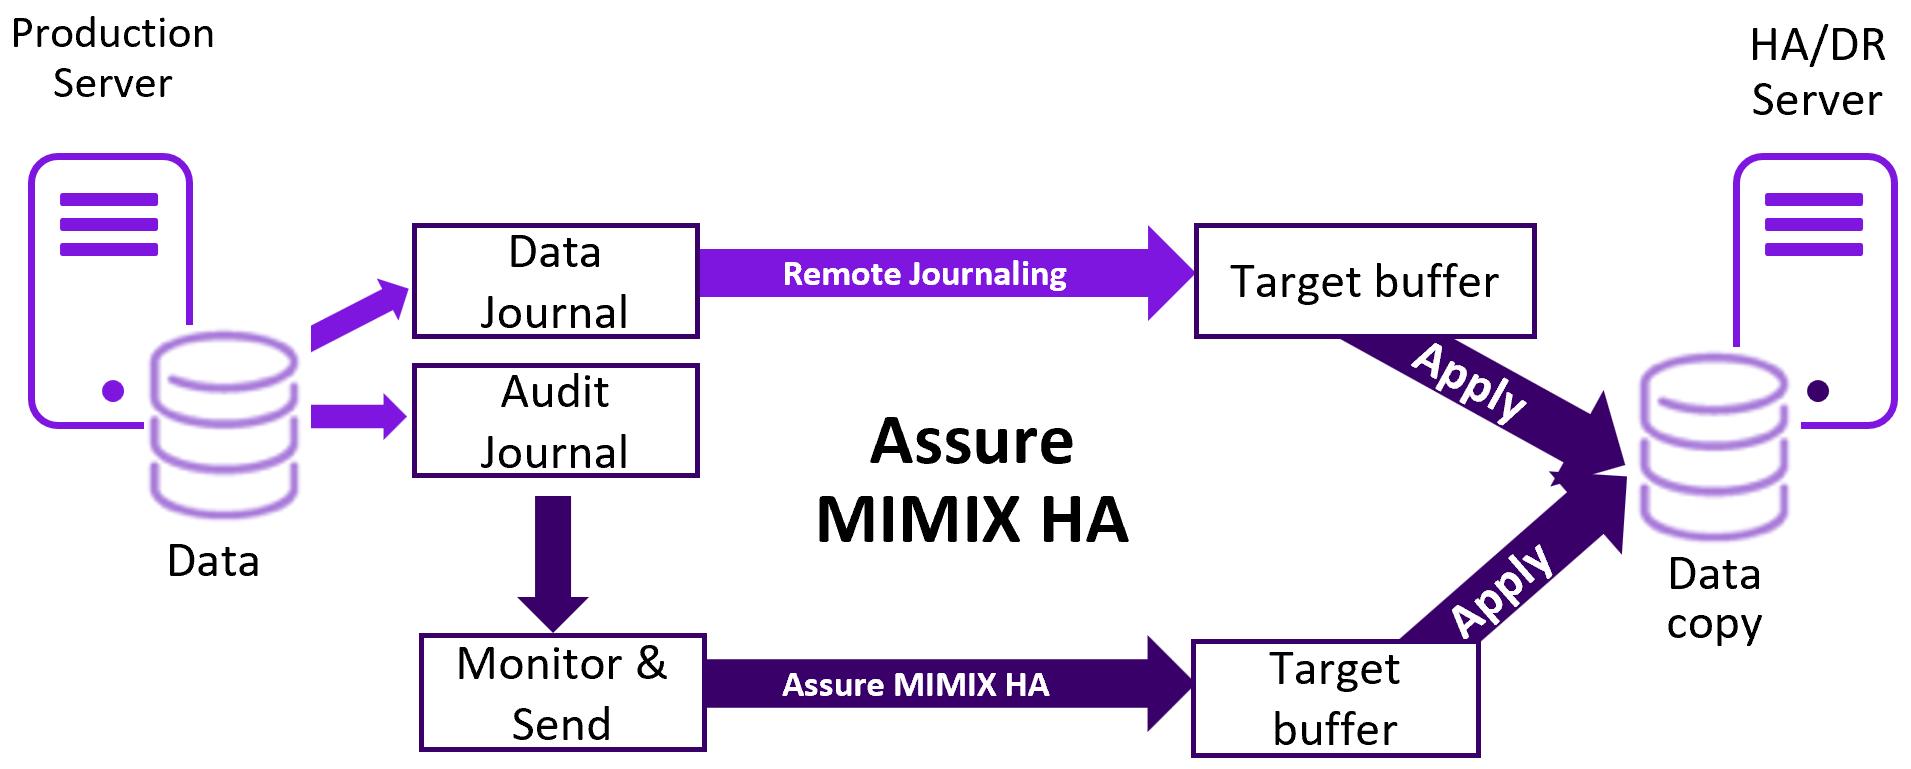 Production
Server
HA/DR
Server
Data
Journal
Remote Journaling
Target buffer
Apply
Audit
Journal
Assure
MIMIX HA
Data
Data
copy
Apply
Monitor &
Send
Assure MIMIX HA
Target
buffer